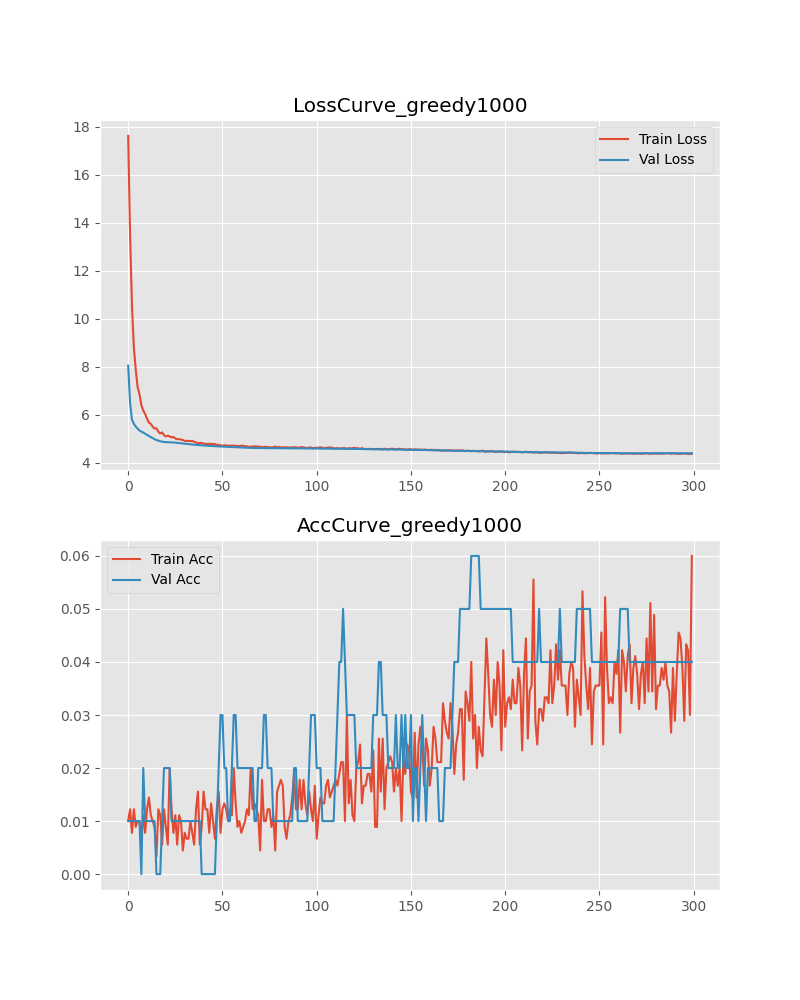 LossCurve_greedy1000
18
16
14
12
10
8
6
4
Train Loss
Val Loss
0 50 100 150 200 250 300
AccCurve_greedy1000
0.06
0.05
0.04
0.03
0.02
0.01
0.00
Train Acc
Val Acc
0 50 100 150 200 250 300